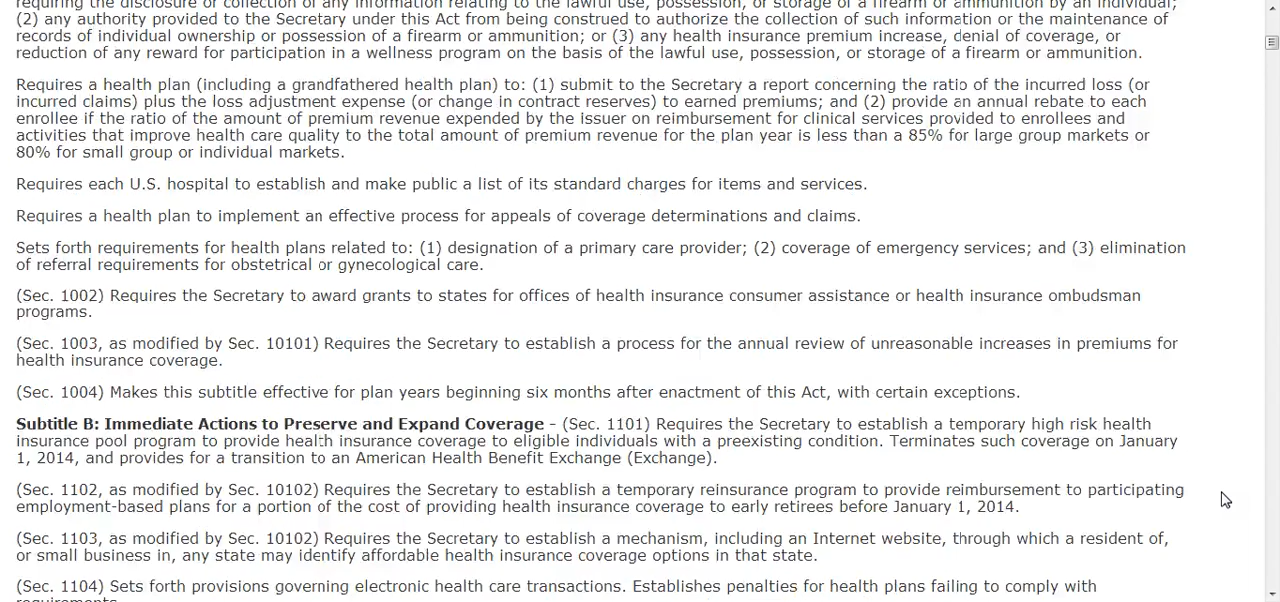 requiring the disclosure or collection of any information relating to the lawful use, possession, or storage of a firearm or ammunition by an individual;
(2) any authority provided to the Secretary under this Act from being construed to authorize the collection of such information or the maintenance of
records of individual ownership or possession of a firearm or ammunition; or (3) any health insurance premium increase, denial of coverage, or
reduction of any reward for participation in a wellness program on the basis of the lawful use, possession, or storage of a firearm or ammunition.
Requires a health plan (including a grandfathered health plan) to: (1) submit to the Secretary a report concerning the ratio of the incurred loss (or
incurred claims) plus the loss adjustment expense (or change in contract reserves) to earned premiums; and (2) provide an annual rebate to each
enrollee if the ratio of the amount of premium revenue expended by the issuer on reimbursement for clinical services provided to enrollees and
activities that improve health care quality to the total amount of premium revenue for the plan year is less than a 85% for large group markets or
80% for small group or individual markets.
Requires each U.S. hospital to establish and make public a list of its standard charges for items and services.
Requires a health plan to implement an effective process for appeals of coverage determinations and claims.
Sets forth requirements for health plans related to: (1) designation of a primary care provider; (2) coverage of emergency services; and (3) elimination
of referral requirements for obstetrical or gynecological care.
(Sec. 1002) Requires the Secretary to award grants to states for offices of health insurance consumer assistance or health insurance ombudsman
programs.
(Sec. 1003, as modified by Sec. 10101) Requires the Secretary to establish a process for the annual review of unreasonable increases in premiums for
health insurance coverage.
(Sec. 1004) Makes this subtitle effective for plan years beginning six months after enactment of this Act, with certain exceptions.
Subtitle B: Immediate Actions to Preserve and Expand Coverage - (Sec. 1101) Requires the Secretary to establish a temporary high risk health
insurance pool program to provide health insurance coverage to eligible individuals with a preexisting condition. Terminates such coverage on January
1, 2014, and provides for a transition to an American Health Benefit Exchange (Exchange).
(Sec. 1102, as modified by Sec. 10102) Requires the Secretary to establish a temporary reinsurance program to provide reimbursement to participating
employment-based plans for a portion of the cost of providing health insurance coverage to early retirees before January 1, 2014.
(Sec. 1103, as modified by Sec. 10102) Requires the Secretary to establish a mechanism, including an Internet website, through which a resident of,
or small business in, any state may identify affordable health insurance coverage options in that state.
(Sec. 1104) Sets forth provisions governing electronic health care transactions. Establishes penalties for health plans failing to comply with
requirements.